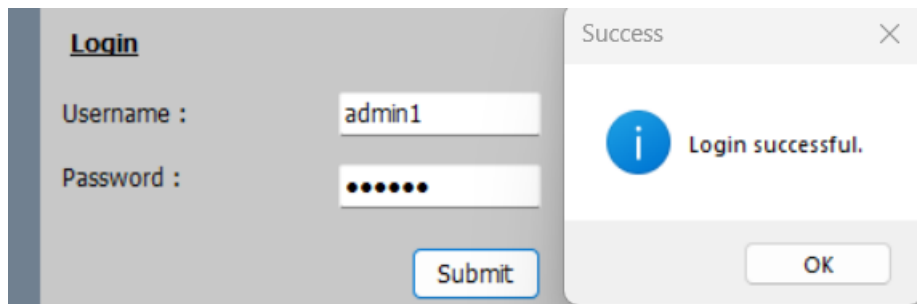 Login
Username :
admin1
Password :
••••••
Submit
Success
i
Login successful.
OK